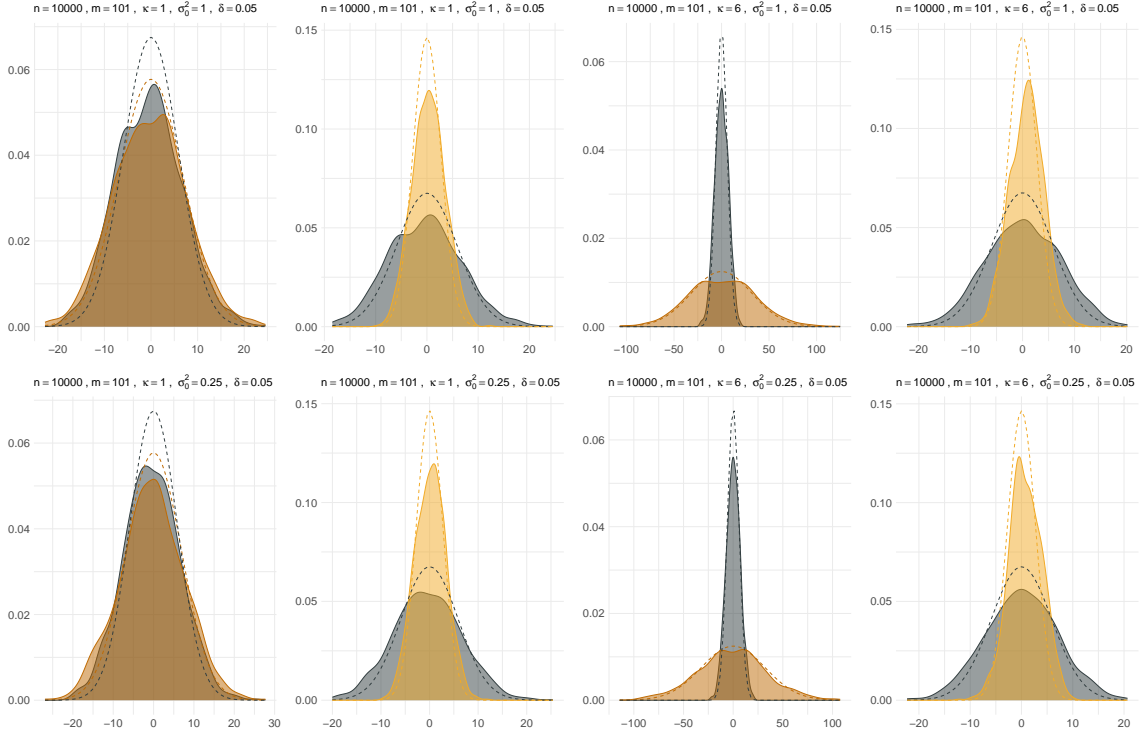 n = 10000 , m = 101 , κ = 1 , σ₀² = 1 , δ = 0.05
0.06
0.04
0.02
0.00
−20 −10 0 10 20
n = 10000 , m = 101 , κ = 1 , σ₀² = 1 , δ = 0.05
0.15
0.10
0.05
0.00
−20 −10 0 10 20
n = 10000 , m = 101 , κ = 6 , σ₀² = 1 , δ = 0.05
0.06
0.04
0.02
0.00
−100 −50 0 50 100
n = 10000 , m = 101 , κ = 6 , σ₀² = 1 , δ = 0.05
0.15
0.10
0.05
0.00
−20 −10 0 10 20
n = 10000 , m = 101 , κ = 1 , σ₀² = 0.25 , δ = 0.05
0.06
0.04
0.02
0.00
−20 −10 0 10 20 30
n = 10000 , m = 101 , κ = 1 , σ₀² = 0.25 , δ = 0.05
0.15
0.10
0.05
0.00
−20 −10 0 10 20
n = 10000 , m = 101 , κ = 6 , σ₀² = 0.25 , δ = 0.05
0.06
0.04
0.02
0.00
−100 −50 0 50 100
n = 10000 , m = 101 , κ = 6 , σ₀² = 0.25 , δ = 0.05
0.15
0.10
0.05
0.00
−20 −10 0 10 20